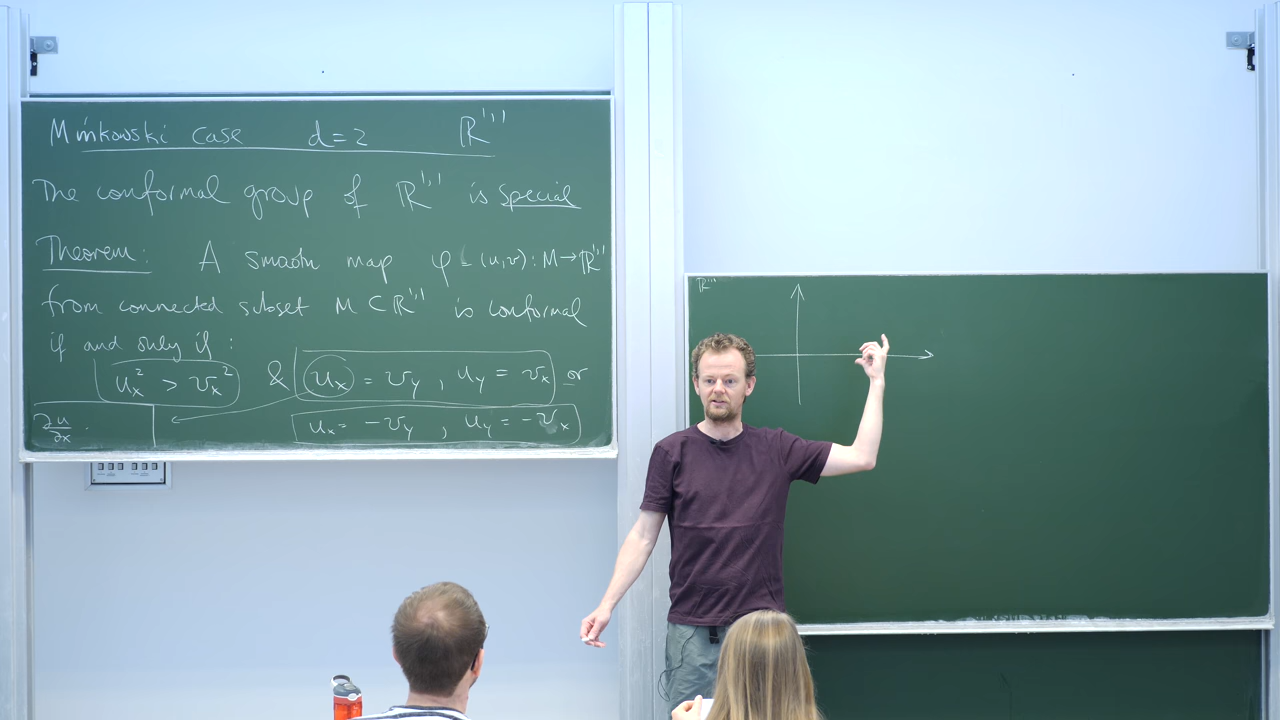 Minkowski case d=2 ℝ^{1,1}
The conformal group of ℝ^{1,1} is special
Theorem: A smooth map φ=(u,v): M→ℝ^{1,1}
from connected subset M⊂ℝ^{1,1} is conformal
if and only if:
u_x² > v_x² & u_x = v_y , u_y = v_x or
∂u/∂x . u_x = -v_y , u_y = -v_x
ℝ^{1,1}